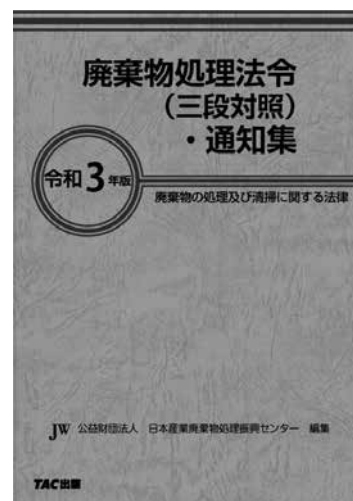 廃棄物処理法令
(三段対照)
・通知集
令和3年版
廃棄物の処理及び清掃に関する法律
JW 公益財団法人 日本産業廃棄物処理振興センター 編集
TAC出版